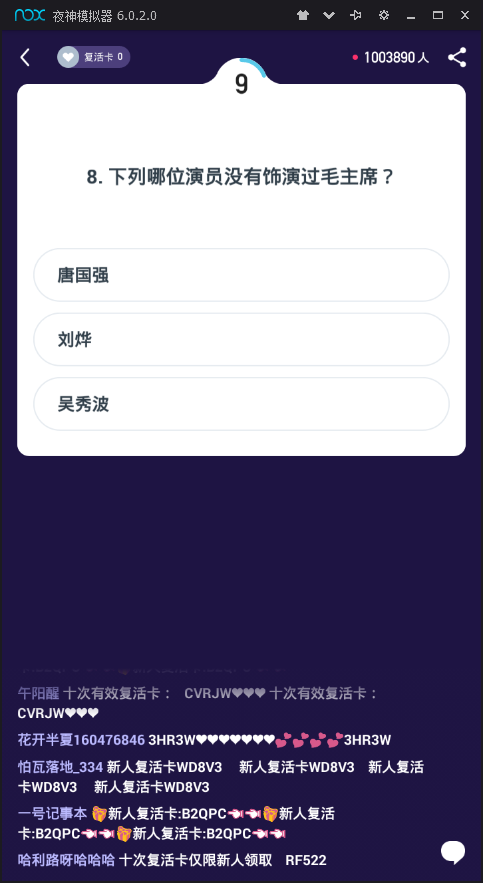 nox 夜神模拟器 6.0.2.0
复活卡 0
1003890 人
9
8. 下列哪位演员没有饰演过毛主席？
唐国强
刘烨
吴秀波
午阳醒 十次有效复活卡： CVRJW❤❤❤ 十次有效复活卡：
CVRJW❤❤❤
花开半夏160476846 3HR3W❤❤❤❤❤❤❤💕💕💕💕3HR3W
怕瓦落地_334 新人复活卡WD8V3 新人复活卡WD8V3 新人复活
卡WD8V3 新人复活卡WD8V3
一号记事本 💝新人复活卡:B2QPC👈👈💝新人复活
卡:B2QPC👈👈💝新人复活卡:B2QPC👈👈
哈利路呀哈哈哈 十次复活卡仅限新人领取 RF522